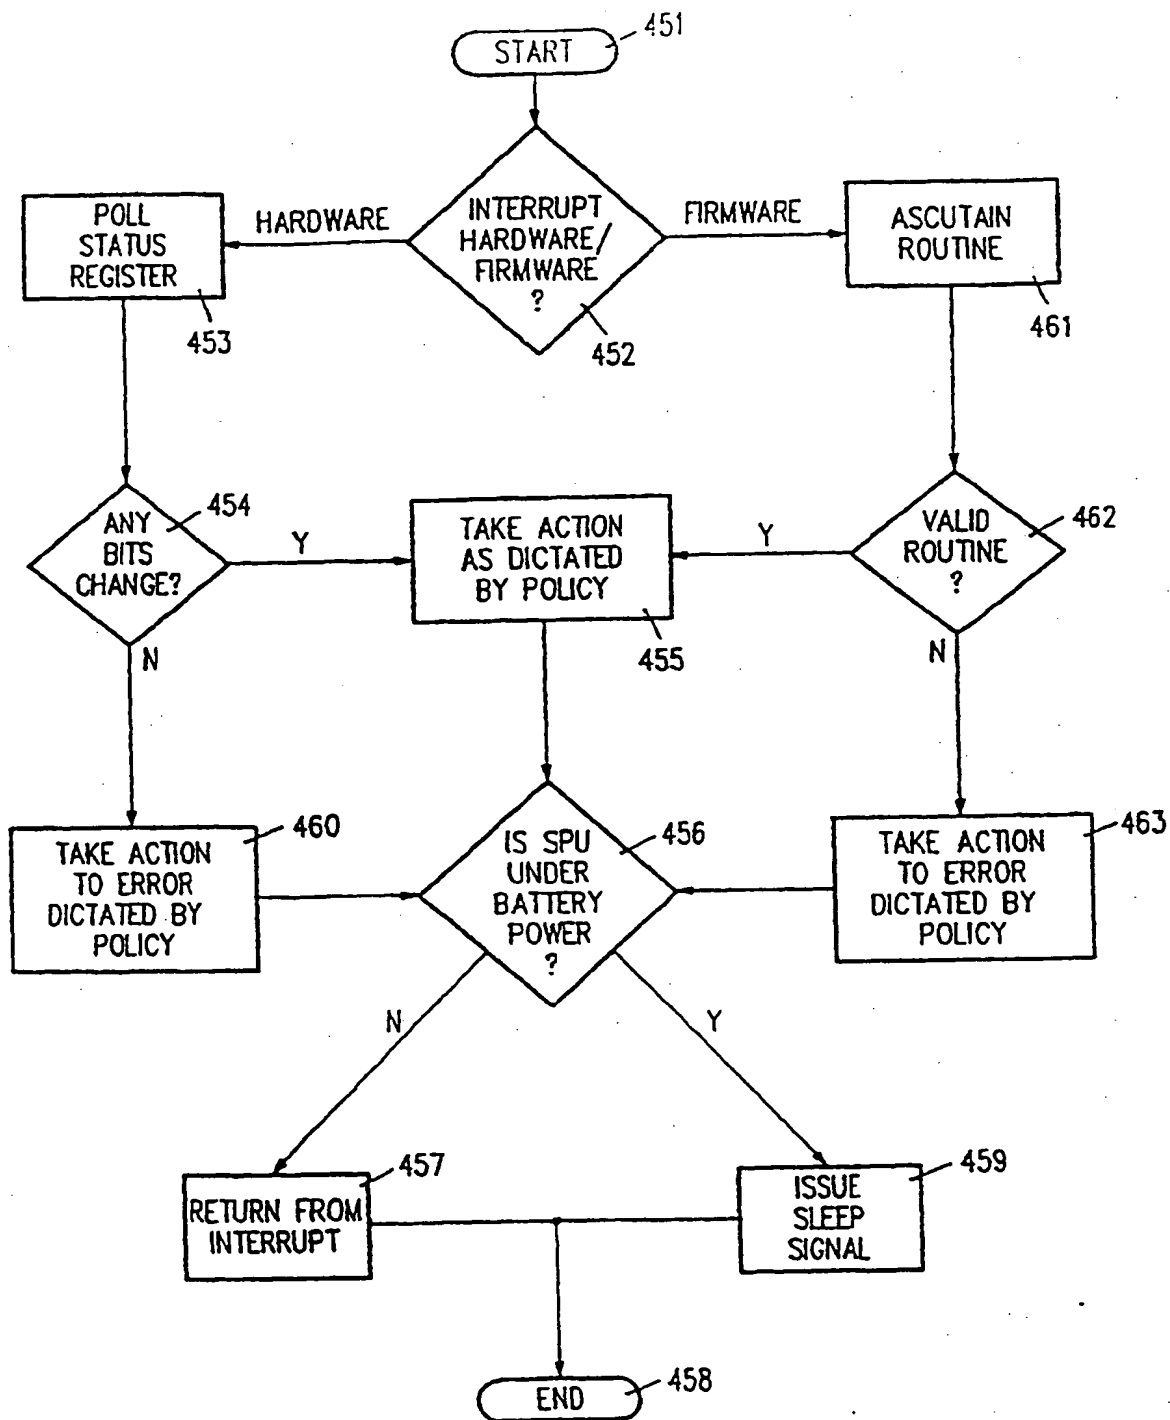 START
451
INTERRUPT
HARDWARE/
FIRMWARE
?
452
HARDWARE
FIRMWARE
POLL
STATUS
REGISTER
453
ASCUTAIN
ROUTINE
461
ANY
BITS
CHANGE?
454
Y
N
TAKE ACTION
AS DICTATED
BY POLICY
455
VALID
ROUTINE
?
462
Y
N
TAKE ACTION
TO ERROR
DICTATED BY
POLICY
460
IS SPU
UNDER
BATTERY
POWER
?
456
TAKE ACTION
TO ERROR
DICTATED BY
POLICY
463
N
Y
RETURN FROM
INTERRUPT
457
ISSUE
SLEEP
SIGNAL
459
END
458